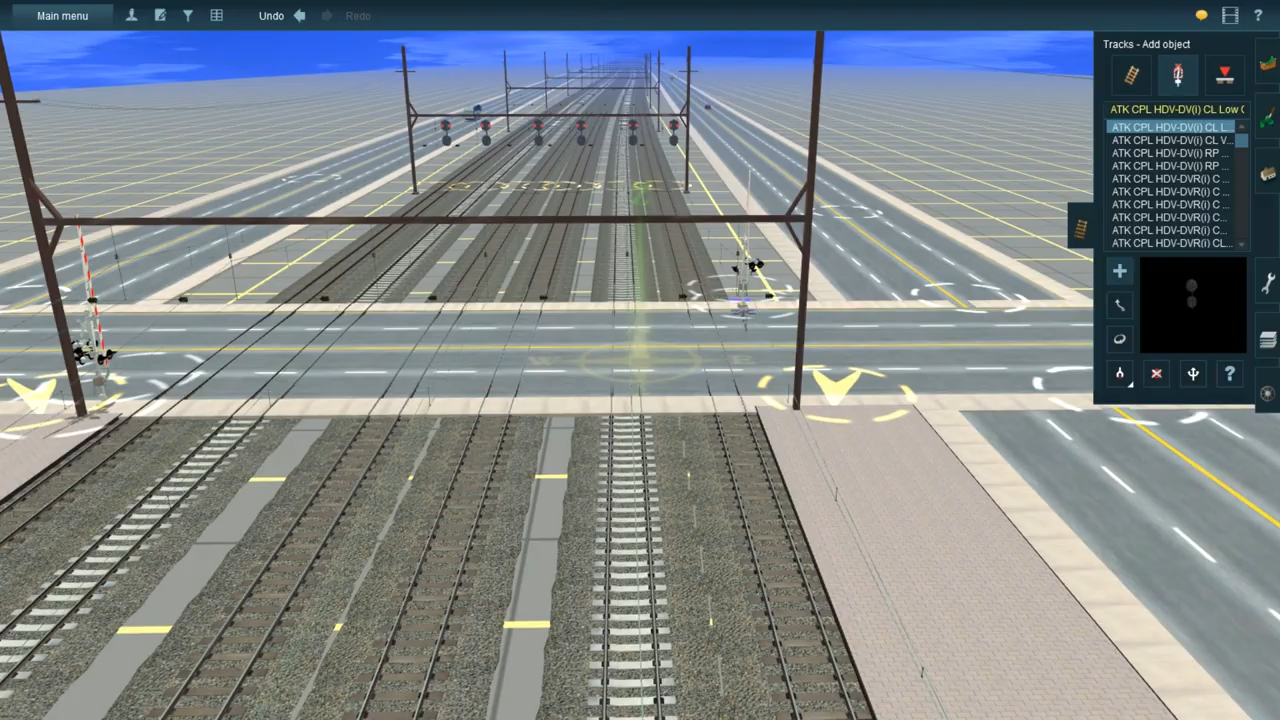 Main menu
Undo
Redo
?
Tracks - Add object
ATK CPL HDV-DV(i) CL Low C
ATK CPL HDV-DV(i) CL L...
ATK CPL HDV-DV(i) CL V...
ATK CPL HDV-DV(i) RP ...
ATK CPL HDV-DV(i) RP ...
ATK CPL HDV-DVR(i) C ...
ATK CPL HDV-DVR(i) C ...
ATK CPL HDV-DVR(i) C ...
ATK CPL HDV-DVR(i) C...
ATK CPL HDV-DVR(i) C ...
ATK CPL HDV-DVR(i) CL...
?